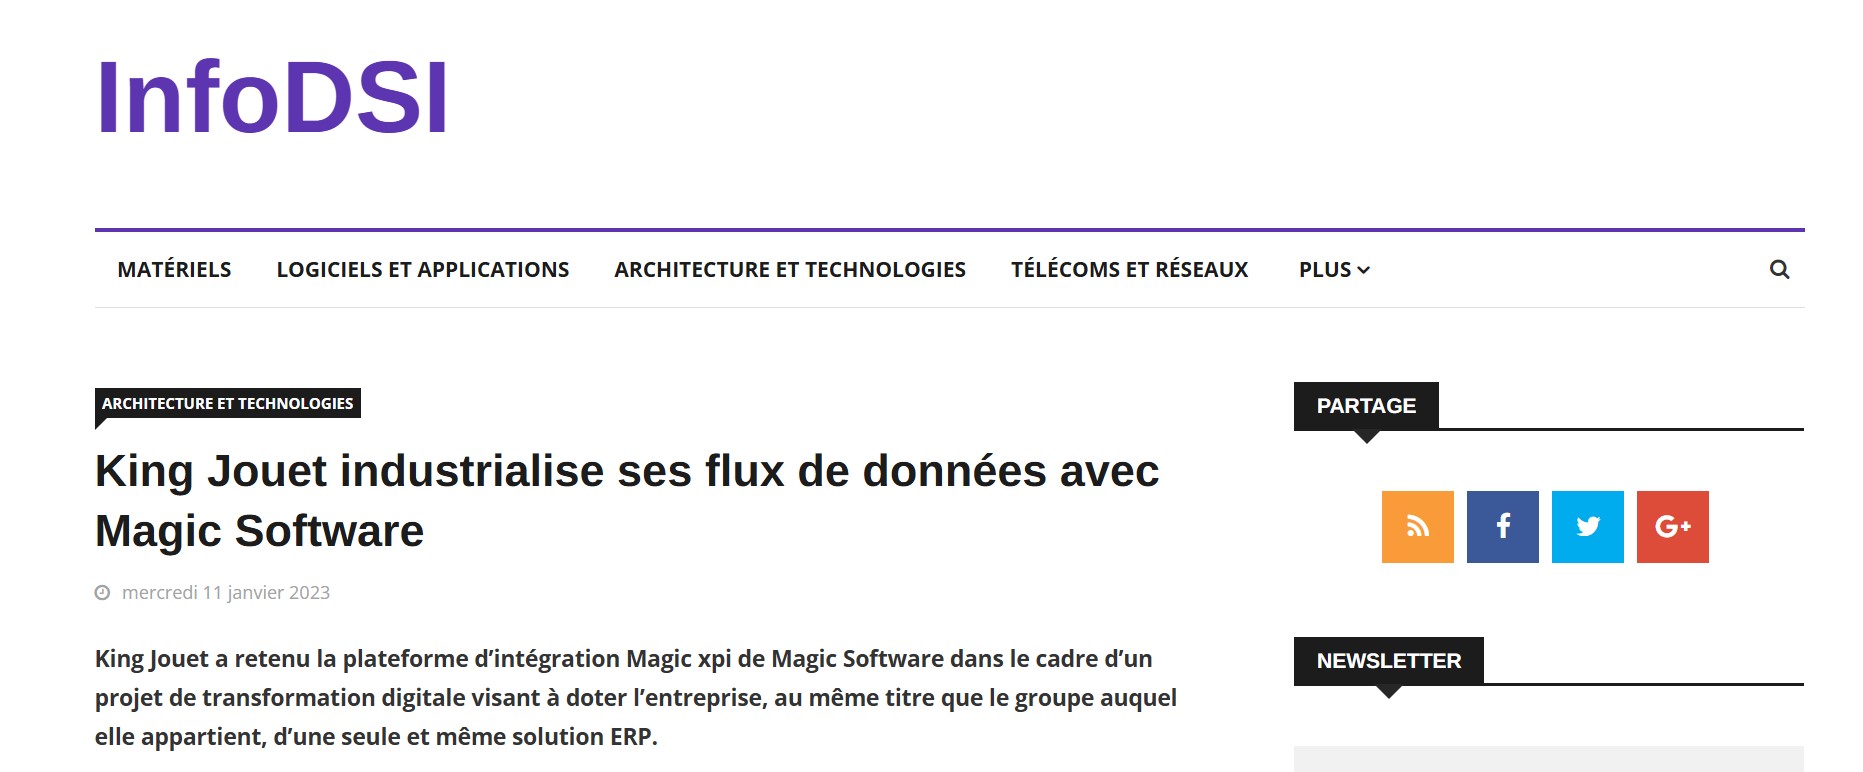 InfoDSI
MATÉRIELS LOGICIELS ET APPLICATIONS ARCHITECTURE ET TECHNOLOGIES TÉLÉCOMS ET RÉSEAUX PLUS
ARCHITECTURE ET TECHNOLOGIES
King Jouet industrialise ses flux de données avec
Magic Software
mercredi 11 janvier 2023
King Jouet a retenu la plateforme d’intégration Magic xpi de Magic Software dans le cadre d’un
projet de transformation digitale visant à doter l’entreprise, au même titre que le groupe auquel
elle appartient, d’une seule et même solution ERP.
PARTAGE
f
G+
NEWSLETTER